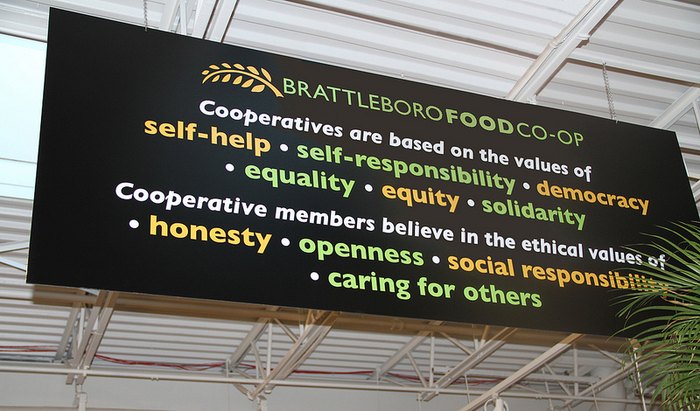 BRATTLEBORO FOOD CO-OP
Cooperatives are based on the values of
self-help • self-responsibility • democracy
• equality • equity • solidarity
Cooperative members believe in the ethical values of
• honesty • openness • social responsibility
• caring for others